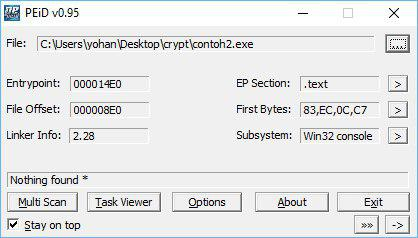 PEiD v0.95
File: C:\Users\yohan\Desktop\crypt\contoh2.exe ...
Entrypoint: 000014E0 EP Section: .text >
File Offset: 000008E0 First Bytes: 83,EC,0C,C7 >
Linker Info: 2.28 Subsystem: Win32 console >
Nothing found *
Multi Scan Task Viewer Options About Exit
Stay on top »» ->